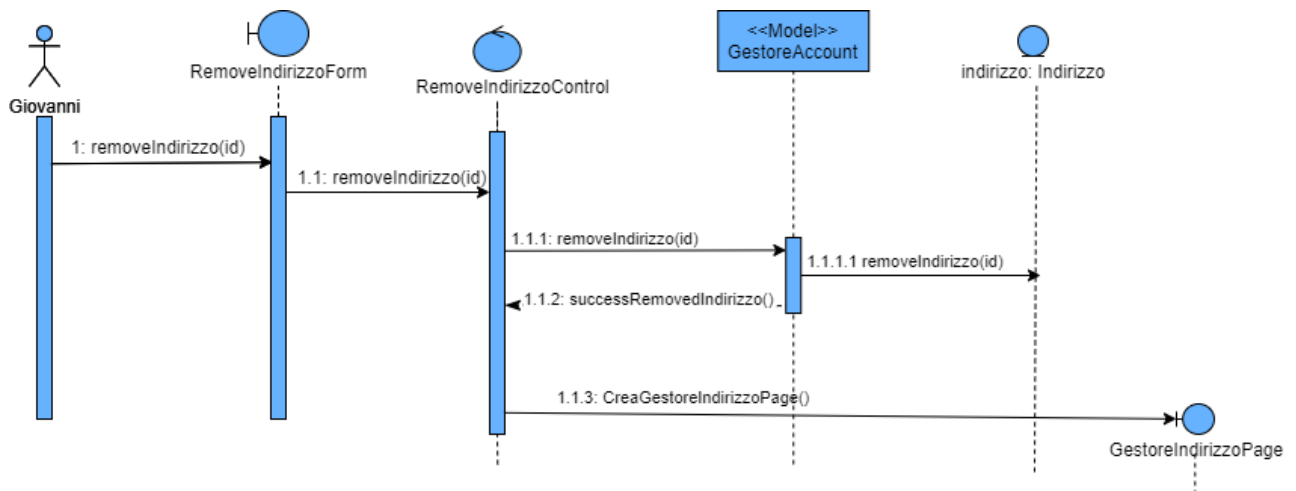 Giovanni
RemoveIndirizzoForm
RemoveIndirizzoControl
<<Model>>
GestoreAccount
indirizzo: Indirizzo
1: removeIndirizzo(id)
1.1: removeIndirizzo(id)
1.1.1: removeIndirizzo(id)
1.1.1.1 removeIndirizzo(id)
1.1.2: successRemovedIndirizzo()
1.1.3: CreaGestoreIndirizzoPage()
GestoreIndirizzoPage